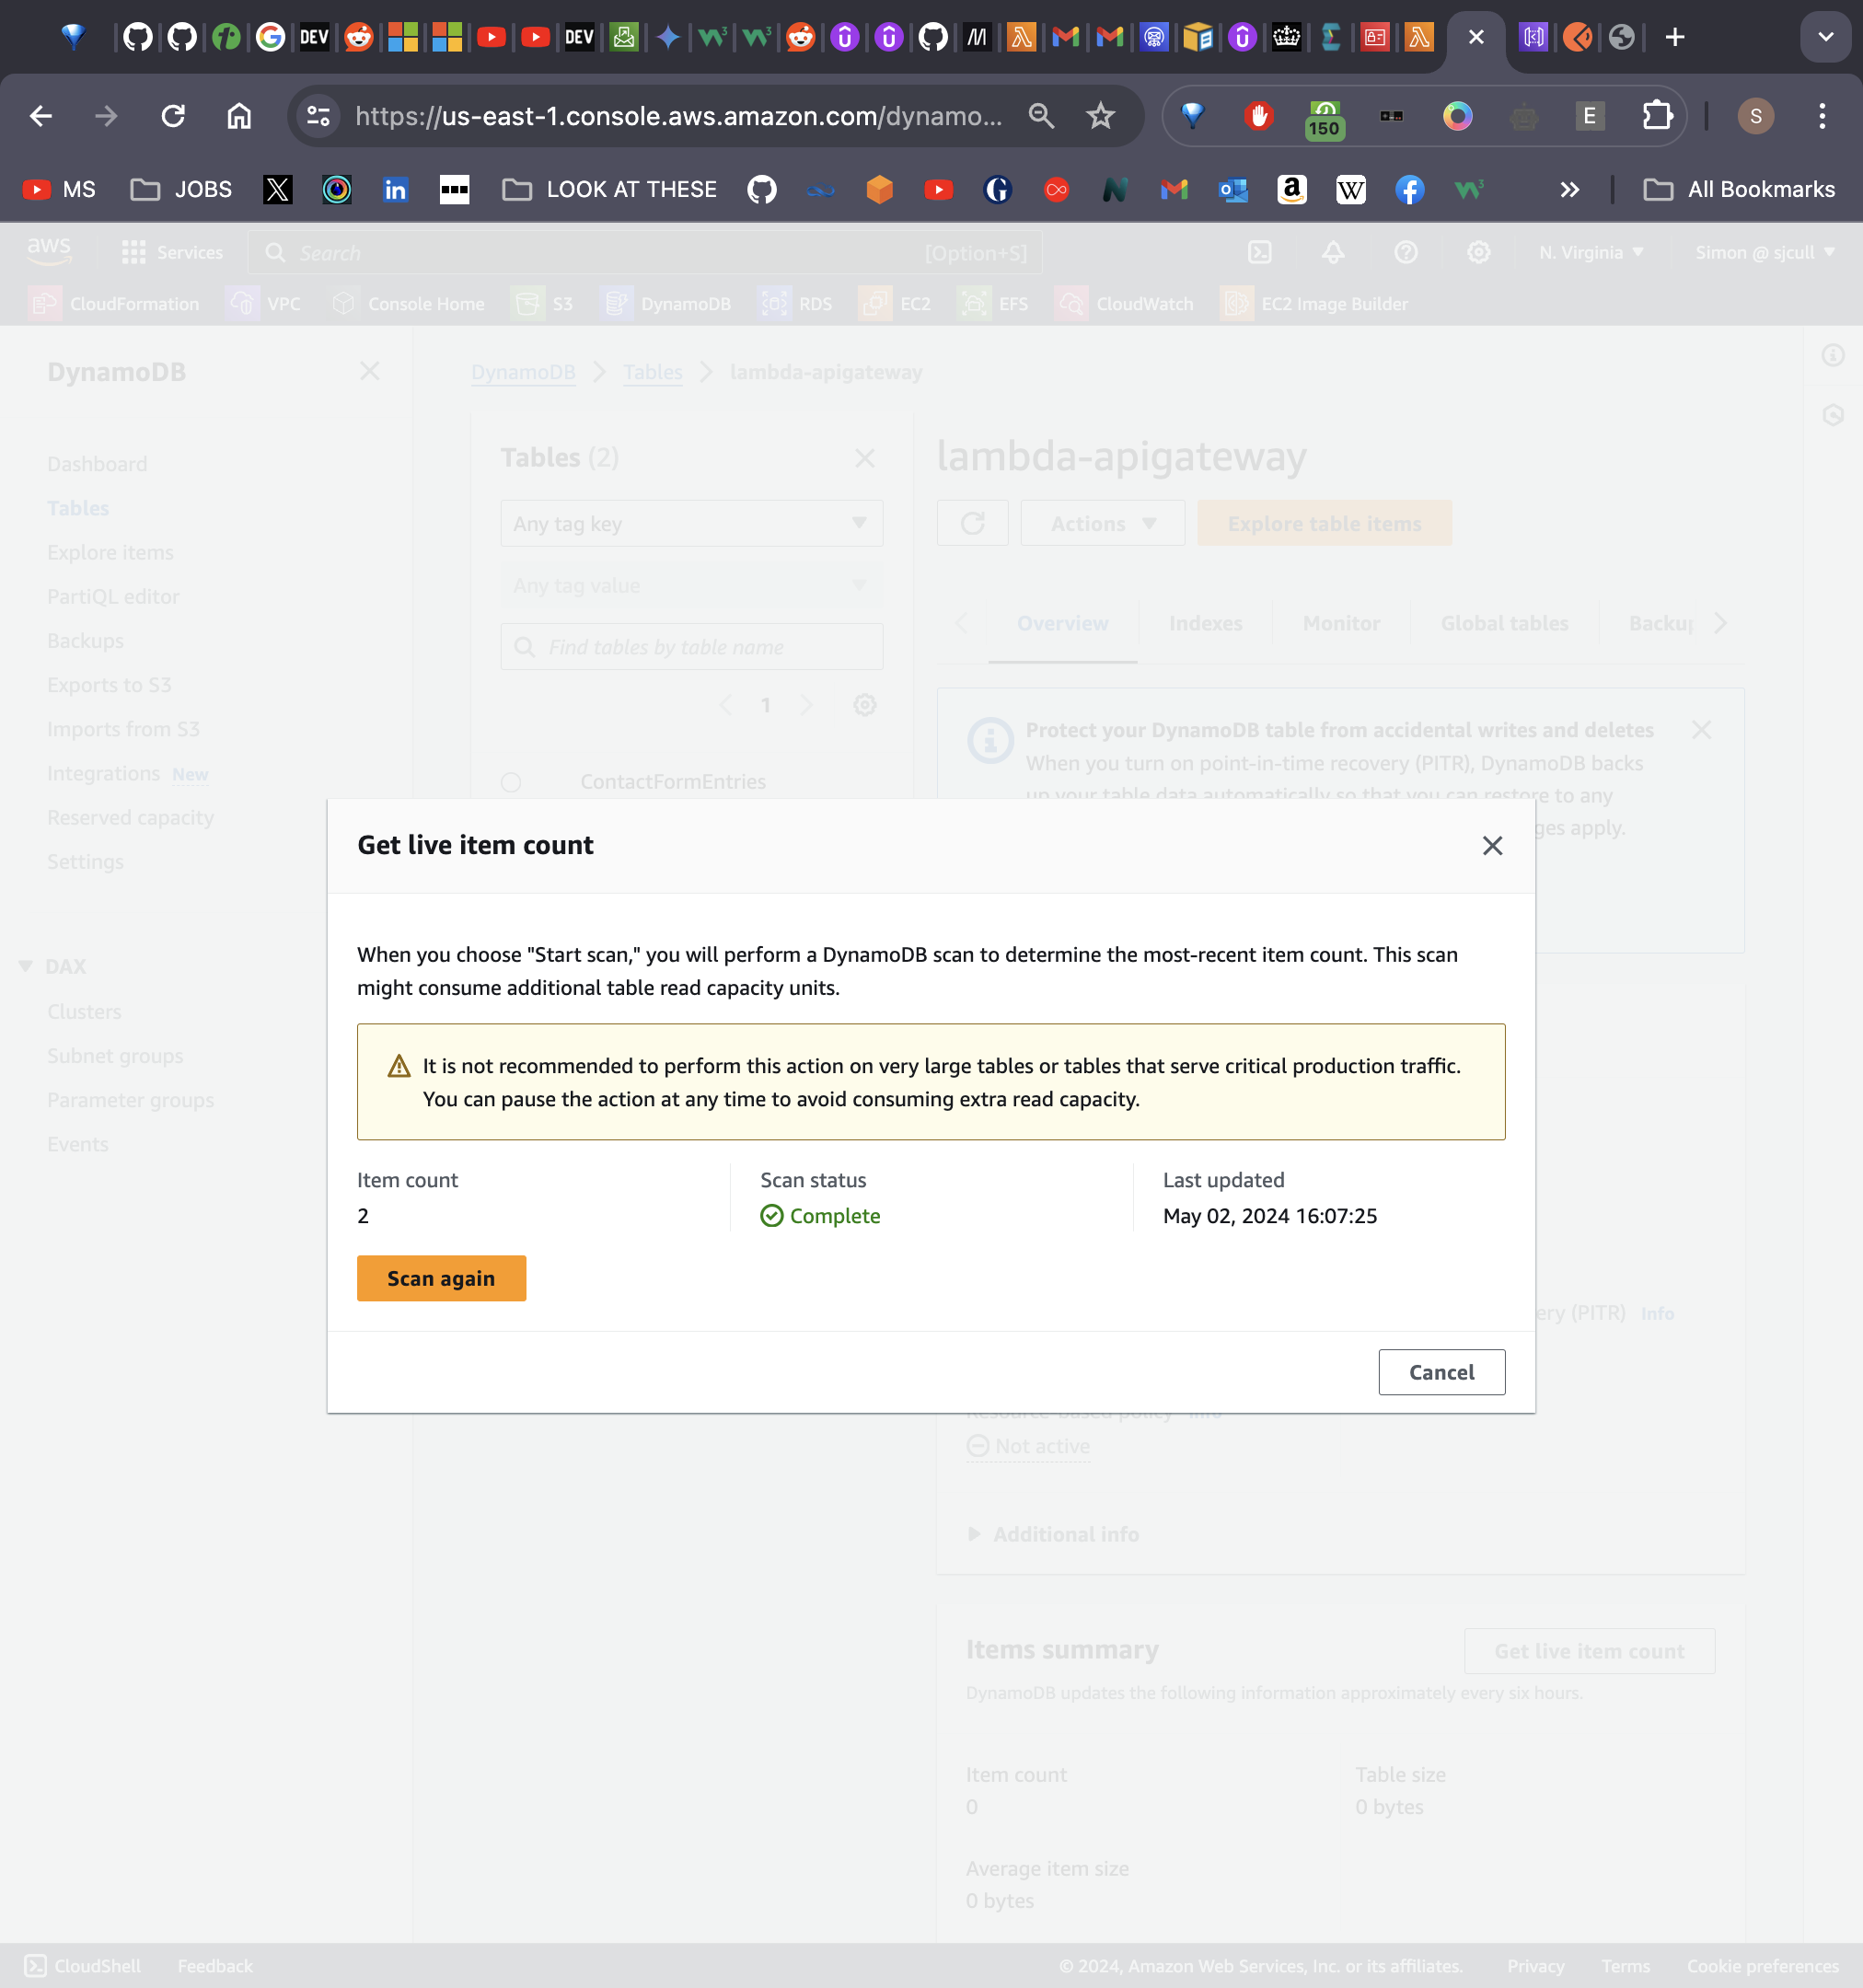 DEV
DEV
https://us-east-1.console.aws.amazon.com/dynamo...
150
E
S
MS
JOBS
LOOK AT THESE
All Bookmarks
aws
Services
Search
[Option+S]
N. Virginia
Simon @ sjcull
CloudFormation
VPC
Console Home
S3
DynamoDB
RDS
EC2
EFS
CloudWatch
EC2 Image Builder
DynamoDB
Dashboard
Tables
Explore items
PartiQL editor
Backups
Exports to S3
Imports from S3
Integrations New
Reserved capacity
Settings
DAX
Clusters
Subnet groups
Parameter groups
Events
DynamoDB
Tables
lambda-apigateway
Tables (2)
Any tag key
Any tag value
Find tables by table name
1
ContactFormEntries
lambda-apigateway
Actions
Explore table items
Overview
Indexes
Monitor
Global tables
Backup
Protect your DynamoDB table from accidental writes and deletes
When you turn on point-in-time recovery (PITR), DynamoDB backs
up your table data automatically so that you can restore to any
ges apply.
Get live item count
When you choose "Start scan," you will perform a DynamoDB scan to determine the most-recent item count. This scan
might consume additional table read capacity units.
It is not recommended to perform this action on very large tables or tables that serve critical production traffic.
You can pause the action at any time to avoid consuming extra read capacity.
Item count
2
Scan status
Complete
Last updated
May 02, 2024 16:07:25
Scan again
Cancel
ery (PITR) Info
Resource-based policy Info
Not active
Additional info
Items summary
Get live item count
DynamoDB updates the following information approximately every six hours.
Item count
0
Table size
0 bytes
Average item size
0 bytes
CloudShell
Feedback
© 2024, Amazon Web Services, Inc. or its affiliates.
Privacy
Terms
Cookie preferences